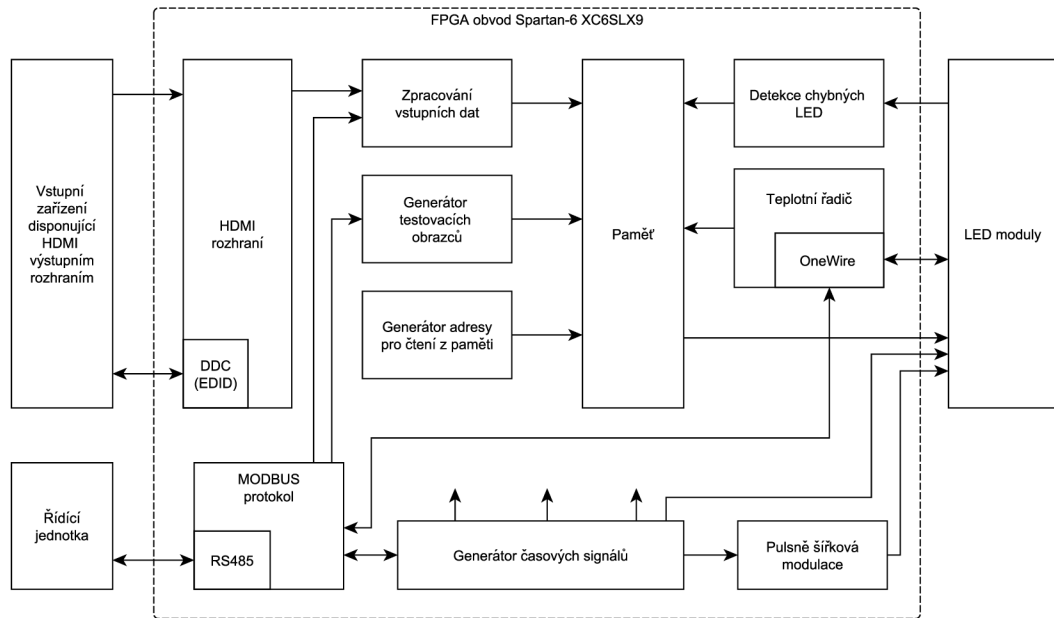 FPGA obvod Spartan-6 XC6SLX9
Vstupní
zařízení
disponující
HDMI
výstupním
rozhraním
HDMI
rozhraní
DDC
(EDID)
Zpracování
vstupních dat
Generátor
testovacích
obrazců
Generátor adresy
pro čtení z paměti
Paměť
Detekce chybných
LED
Teplotní řadič
OneWire
LED moduly
Řídící
jednotka
MODBUS
protokol
RS485
Generátor časových signálů
Pulsně šířková
modulace